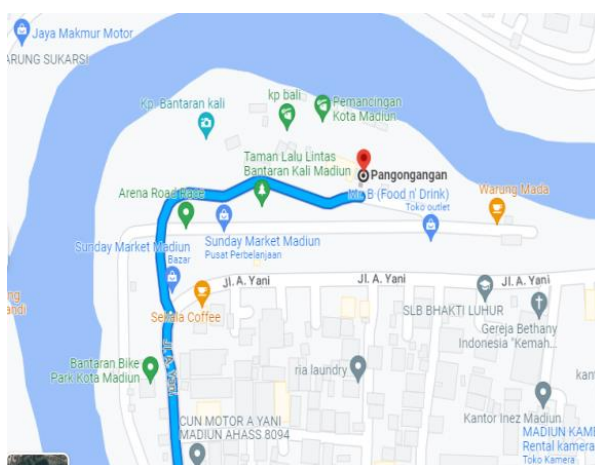 Jaya Makmur Motor
ARUNG SUKARSI
Kp. Bantaran kali
kp bali
Pemancingan
Kota Madiun
Taman Lalu Lintas
Bantaran Kali Madiun
Pangongangan
Arena Road Race
(Food n' Drink)
Toko outlet
Warung Mada
Sunday Market Madiun
Bazar
Sunday Market Madiun
Pusat Perbelanjaan
Jl. A. Yani
Jl. A. Yani
Jl. A. Yani
SLB BHAKTI LUHUR
Gereja Bethany
Indonesia "Kemah...
Coffee
Bantaran Bike
Park Kota Madiun
ria laundry
Kantor Inez Madiun
CUN MOTOR A YANI
MADIUN AHASS 8094
MADIUN KAME
Rental kamera
Toko Kamera